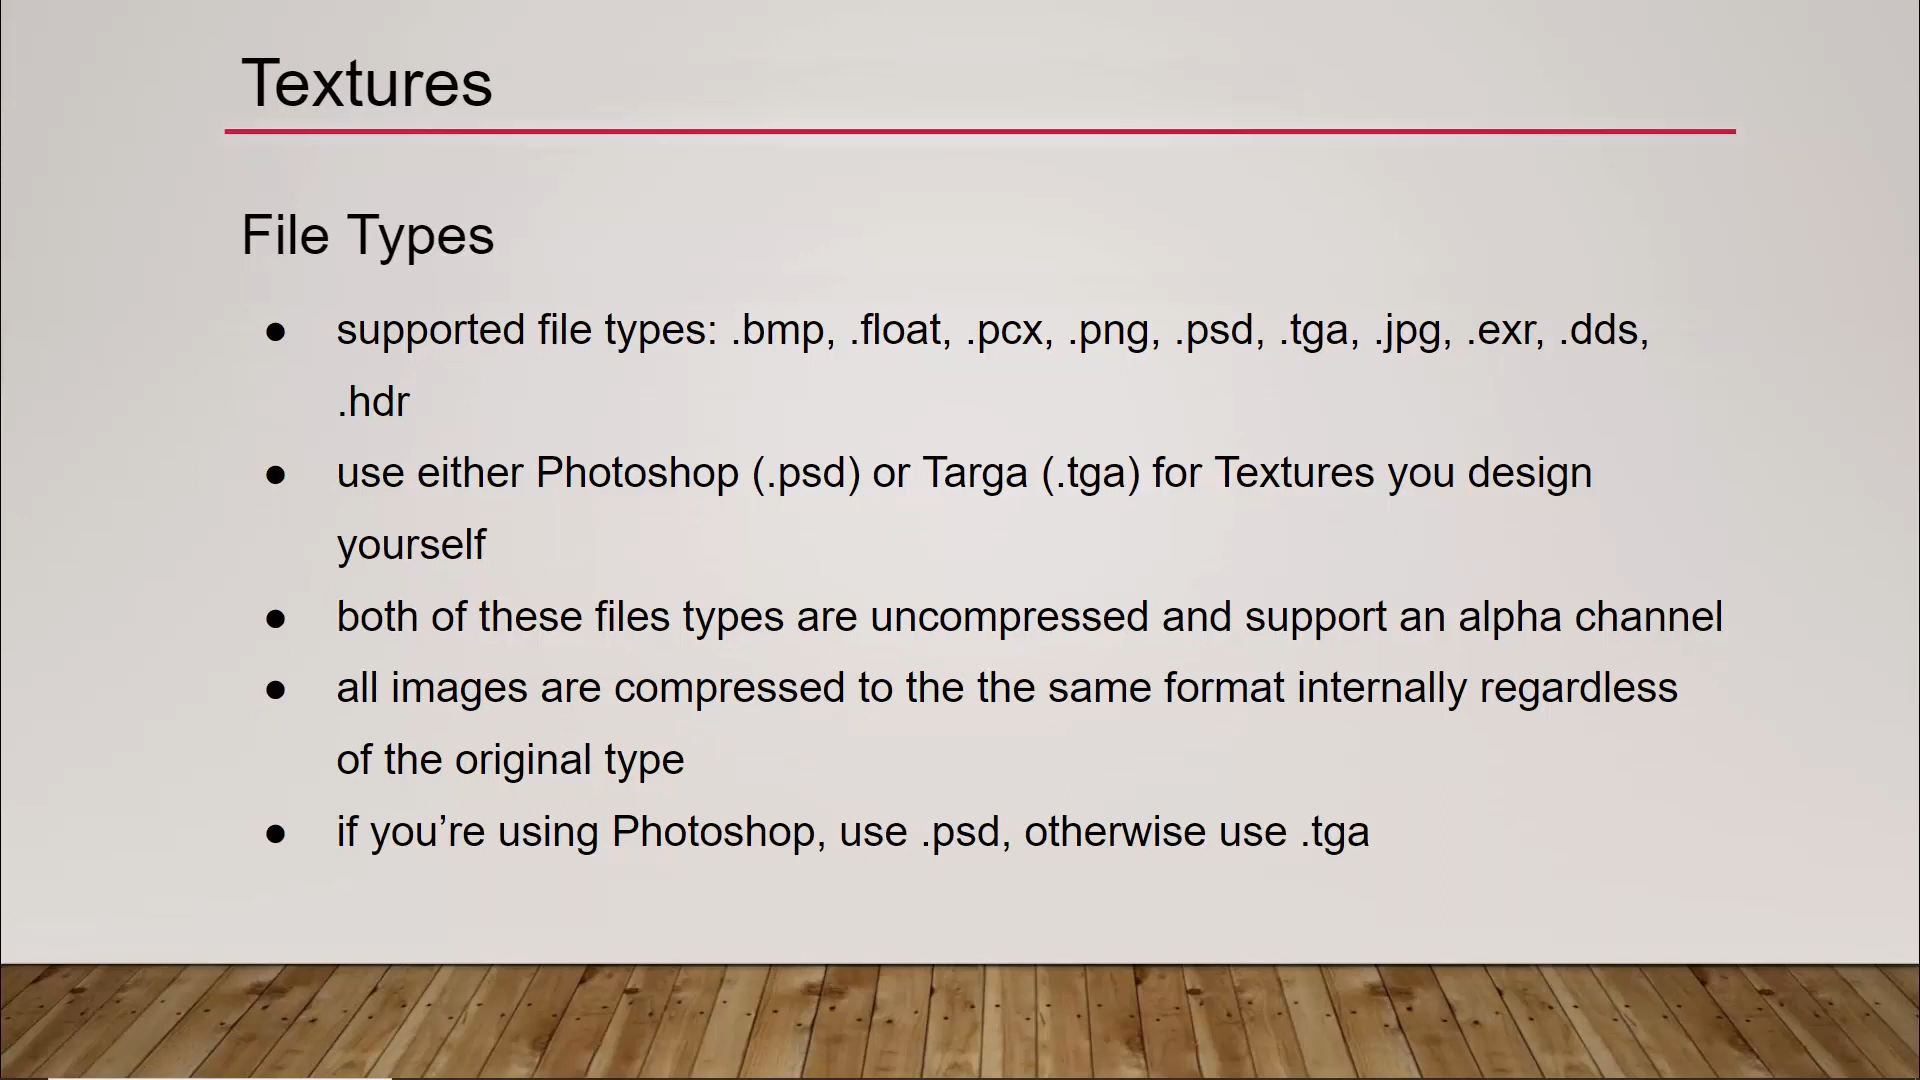 Textures
File Types
● supported file types: .bmp, .float, .pcx, .png, .psd, .tga, .jpg, .exr, .dds,
.hdr
● use either Photoshop (.psd) or Targa (.tga) for Textures you design
yourself
● both of these files types are uncompressed and support an alpha channel
● all images are compressed to the the same format internally regardless
of the original type
● if you’re using Photoshop, use .psd, otherwise use .tga